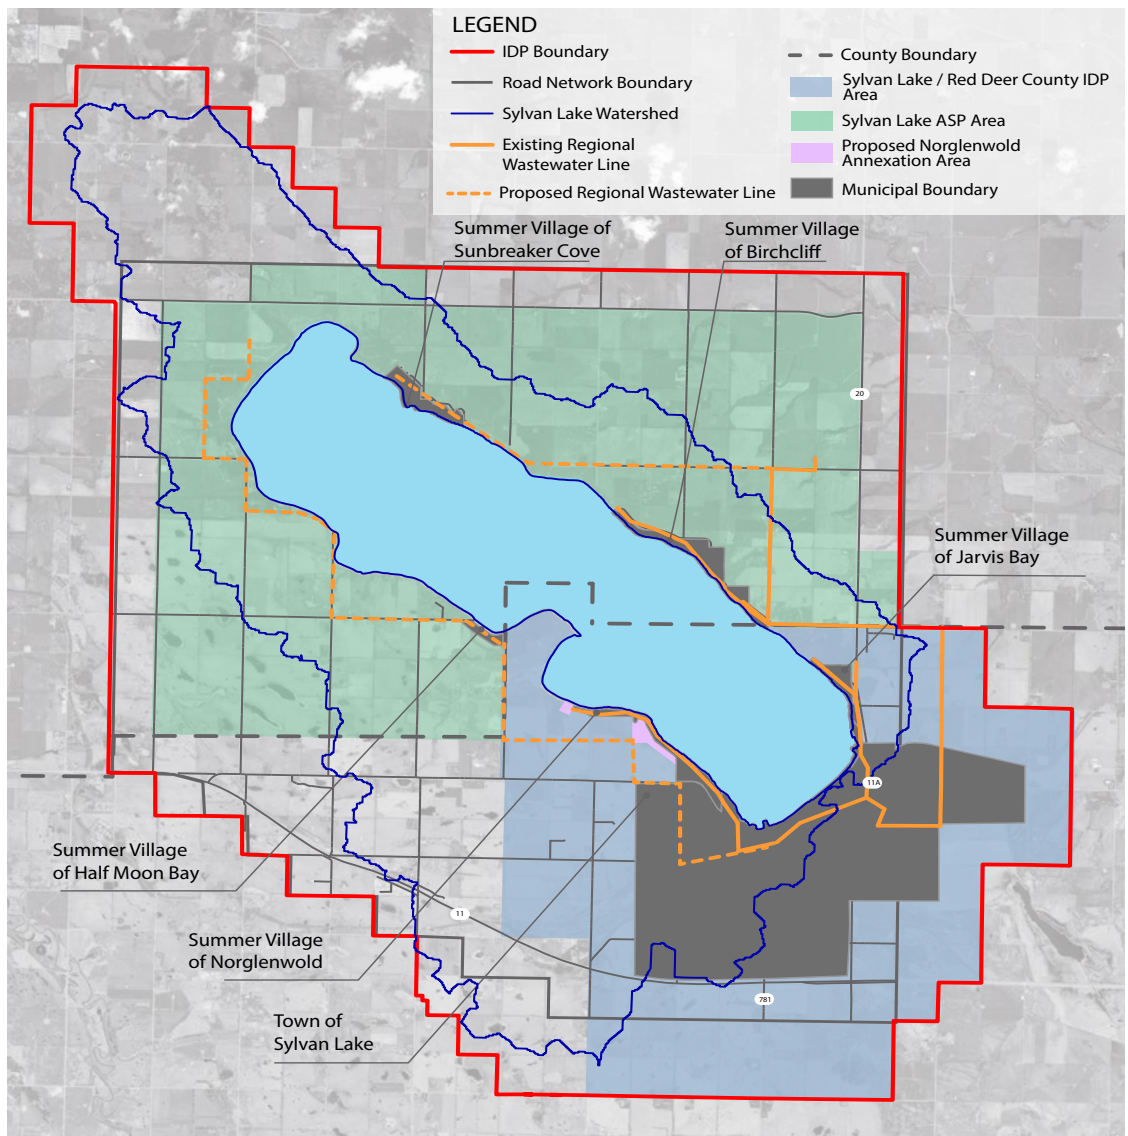 LEGEND
IDP Boundary
Road Network Boundary
Sylvan Lake Watershed
Existing Regional
Wastewater Line
Proposed Regional Wastewater Line
County Boundary
Sylvan Lake / Red Deer County IDP
Area
Sylvan Lake ASP Area
Proposed Norglenwold
Annexation Area
Municipal Boundary
Summer Village of
Sunbreaker Cove
Summer Village
of Birchcliff
20
Summer Village
of Jarvis Bay
11A
Summer Village
of Half Moon Bay
11
Summer Village
of Norglenwold
781
Town of
Sylvan Lake